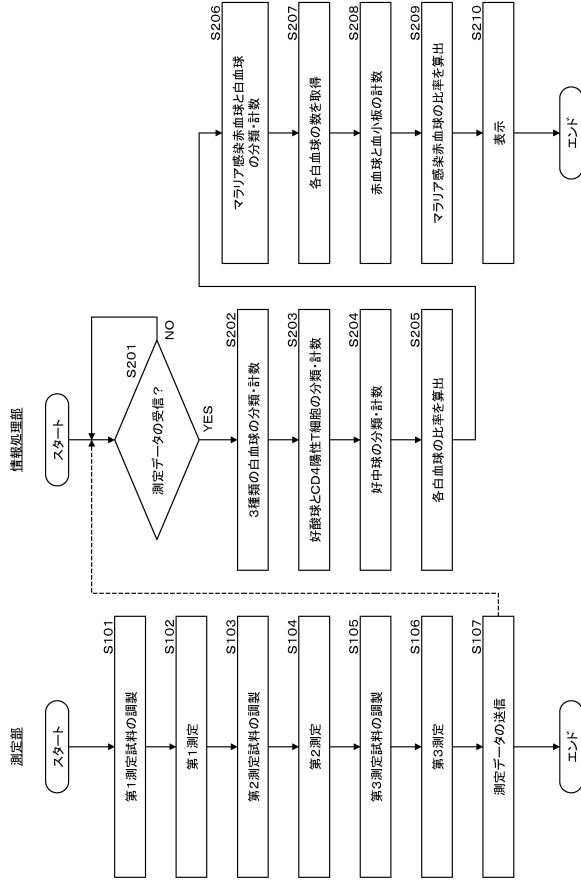 測定部
スタート
S101
第1測定試料の調製
S102
第1測定
S103
第2測定試料の調製
S104
第2測定
S105
第3測定試料の調製
S106
第3測定
S107
測定データの送信
エンド
情報処理部
スタート
S201
測定データの受信？
NO
YES
S202
3種類の白血球の分類・計数
S203
好酸球とCD4陽性T細胞の分類・計数
S204
好中球の分類・計数
S205
各白血球の比率を算出
S206
マラリア感染赤血球と白血球
の分類・計数
S207
各白血球の数を取得
S208
赤血球と血小板の計数
S209
マラリア感染赤血球の比率を算出
S210
表示
エンド